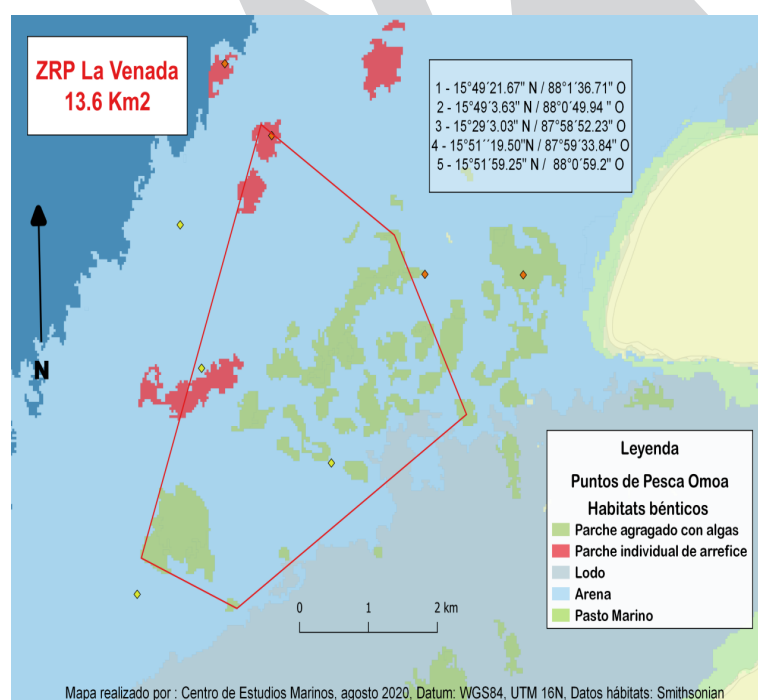 ZRP La Venada
13.6 Km2
1 - 15°49´21.67" N / 88°1´36.71" O
2 - 15°49´3.63" N / 88°0´49.94 " O
3 - 15°29´3.03" N / 87°58´52.23" O
4 - 15°51´´19.50"N / 87°59´33.84" O
5 - 15°51´59.25" N / 88°0´59.2" O
N
Leyenda
Puntos de Pesca Omoa
Habitats bénticos
Parche agragado con algas
Parche individual de arrefice
Lodo
Arena
Pasto Marino
0 1 2 km
Mapa realizado por : Centro de Estudios Marinos, agosto 2020, Datum: WGS84, UTM 16N, Datos hábitats: Smithsonian